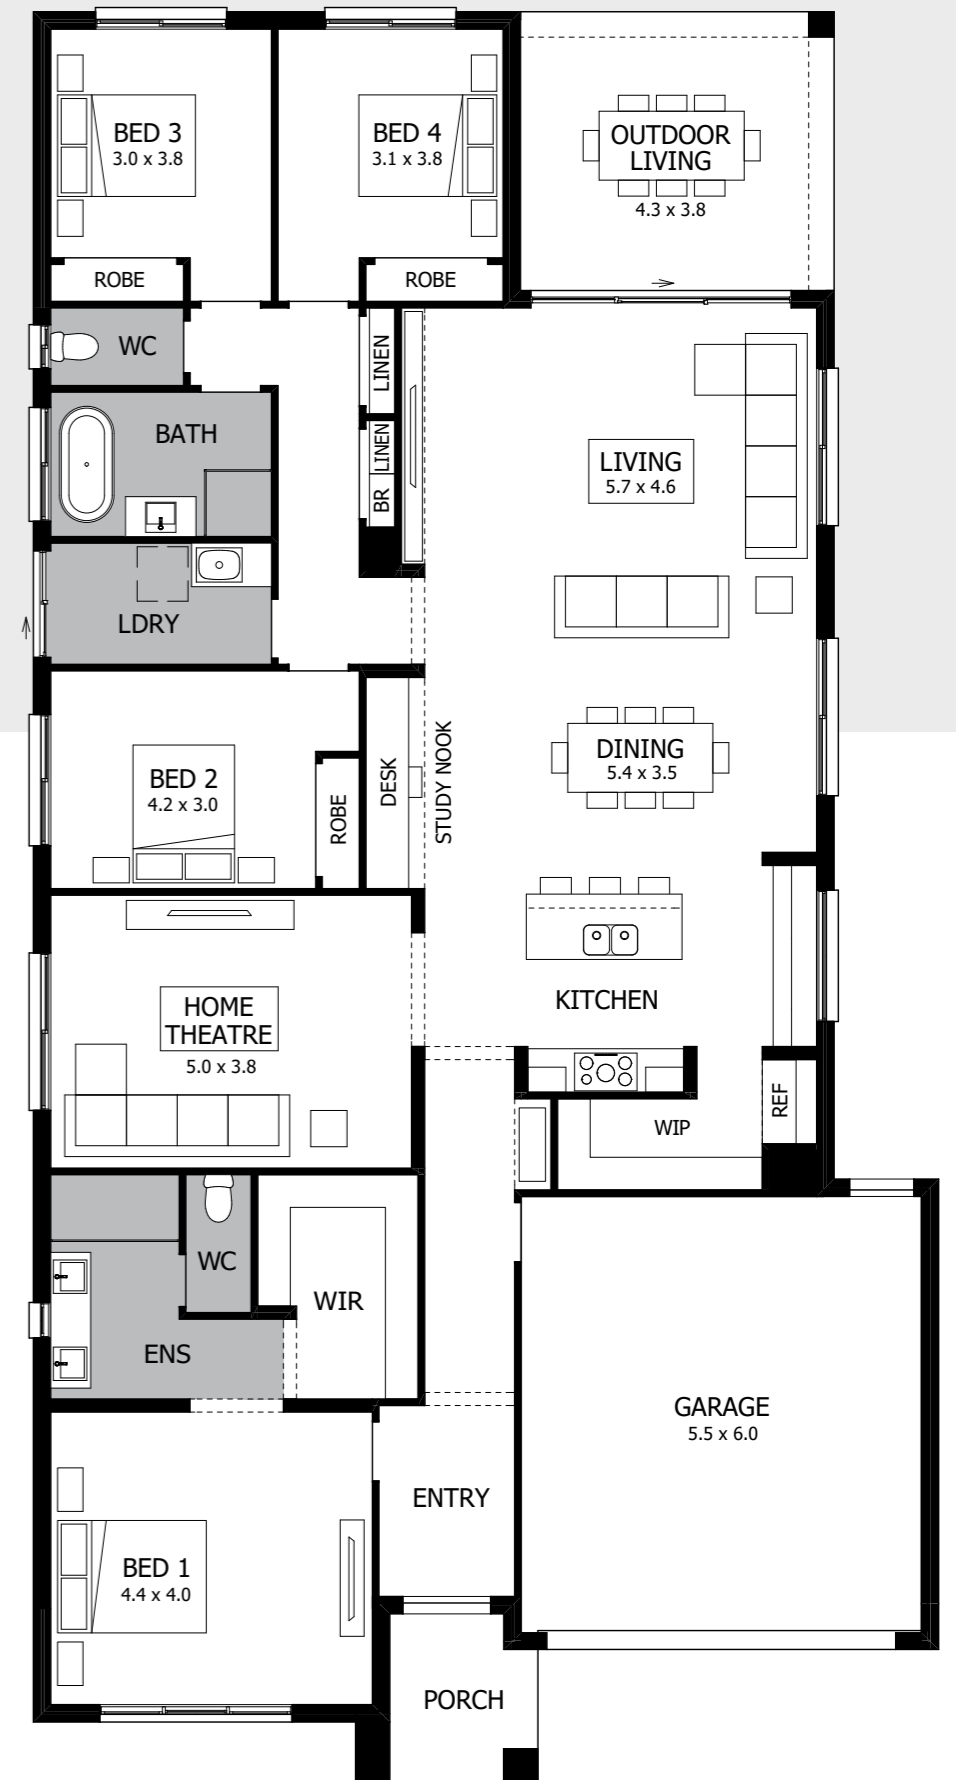 BED 3
3.0 x 3.8
BED 4
3.1 x 3.8
OUTDOOR
LIVING
4.3 x 3.8
ROBE
ROBE
WC
LINEN
BATH
LINEN
BR
LIVING
5.7 x 4.6
LDRY
BED 2
4.2 x 3.0
ROBE
DESK
STUDY NOOK
DINING
5.4 x 3.5
HOME
THEATRE
5.0 x 3.8
KITCHEN
WIP
REF
WC
WIR
ENS
GARAGE
5.5 x 6.0
ENTRY
BED 1
4.4 x 4.0
PORCH